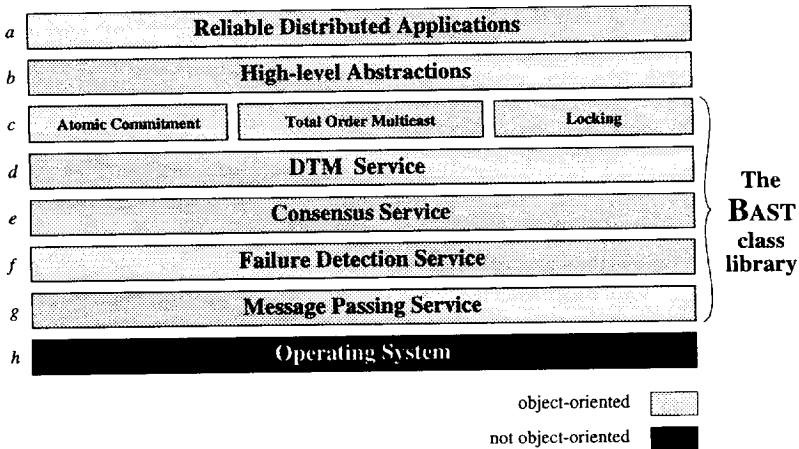 a Reliable Distributed Applications
b High-level Abstractions
c Atomic Commitment Total Order Multicast Locking
d DTM Service
e Consensus Service
f Failure Detection Service
g Message Passing Service
h Operating System
The
BAST
class
library
object-oriented
not object-oriented